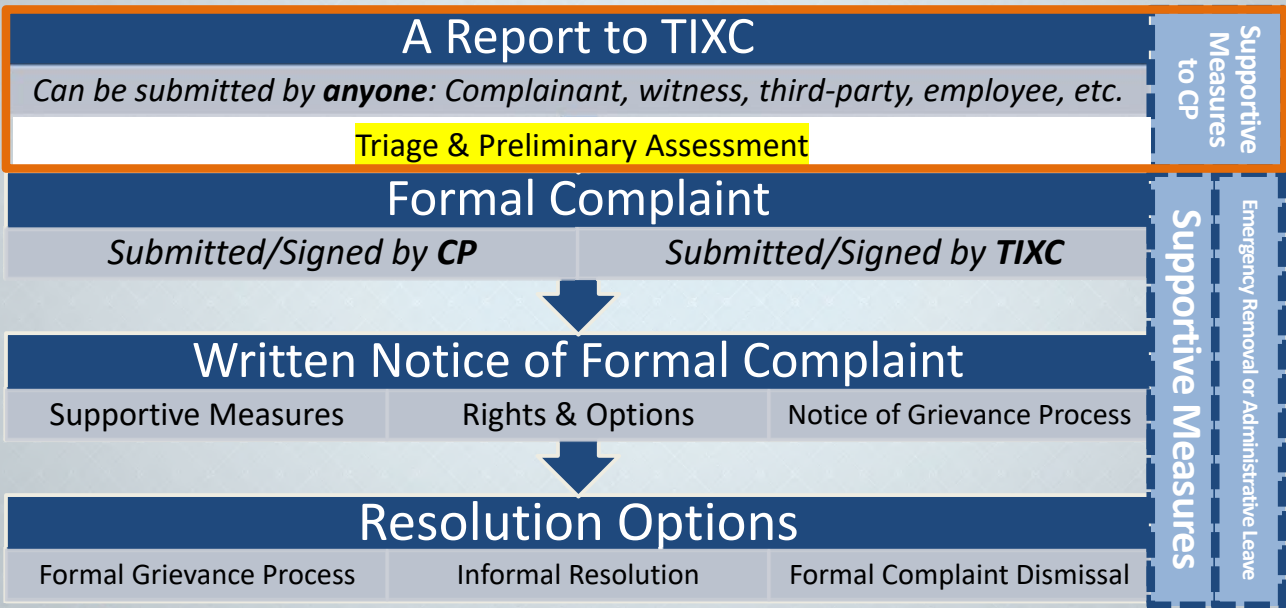 A Report to TIXC
Can be submitted by anyone: Complainant, witness, third-party, employee, etc.
Triage & Preliminary Assessment
Supportive
Measures
to CP
Formal Complaint
Submitted/Signed by CP
Submitted/Signed by TIXC
Written Notice of Formal Complaint
Supportive Measures
Rights & Options
Notice of Grievance Process
Resolution Options
Formal Grievance Process
Informal Resolution
Formal Complaint Dismissal
Supportive Measures
Emergency Removal or Administrative Leave